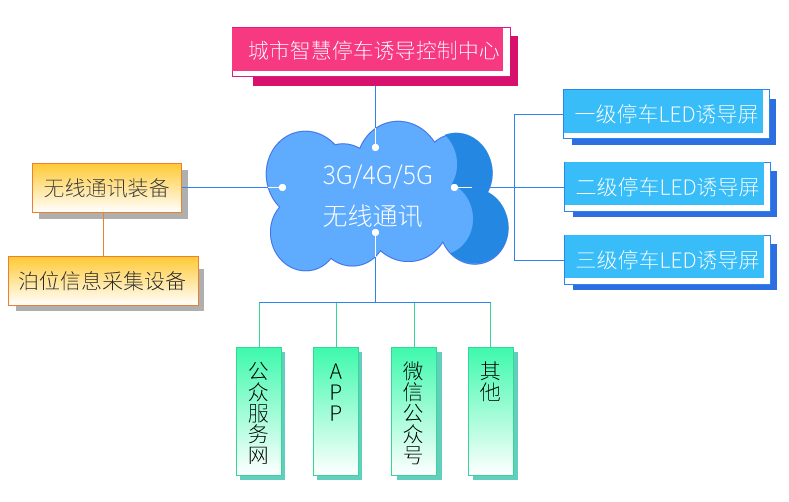 城市智慧停车诱导控制中心
一级停车LED诱导屏
3G/4G/5G
无线通讯
无线通讯装备
二级停车LED诱导屏
泊位信息采集设备
三级停车LED诱导屏
公众服务网
APP
微信公众号
其他